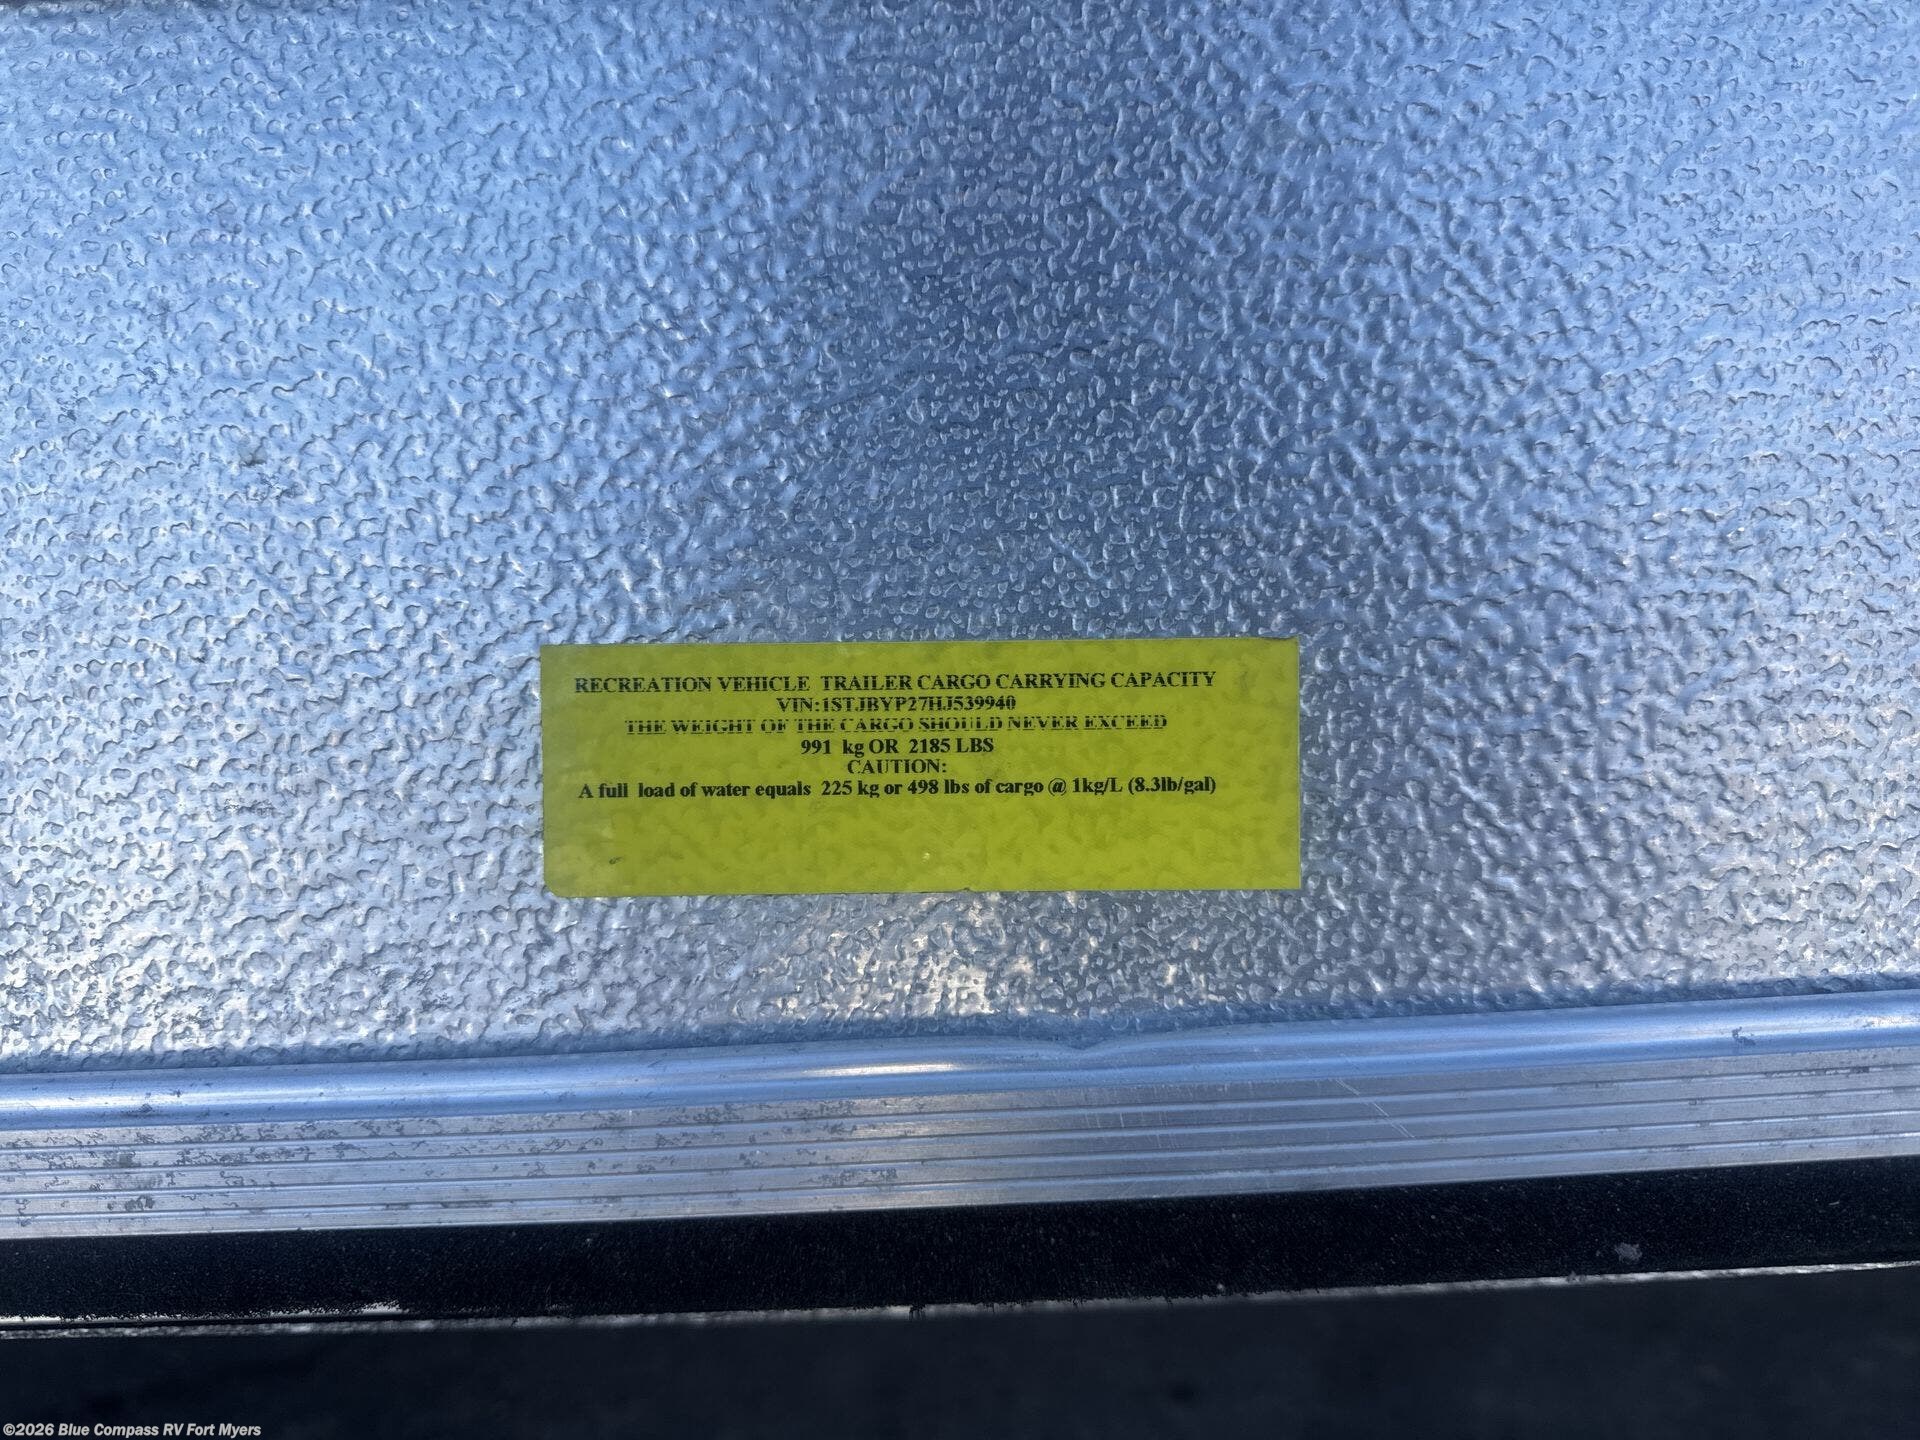 RECREATION VEHICLE TRAILER CARGO CARRYING CAPACITY
VIN:1STJBYP27HJ539940
THE WEIGHT OF THE CARGO SHOULD NEVER EXCEED
991 kg OR 2185 LBS
CAUTION:
A full load of water equals 225 kg or 498 lbs of cargo @ 1kg/L (8.3lb/gal)
©2026 Blue Compass RV Fort Myers